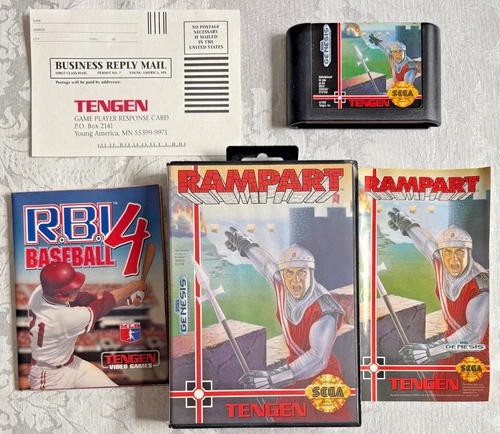 NO POSTAGE
NECESSARY
IF MAILED
IN THE
UNITED STATES
BUSINESS REPLY MAIL
FIRST CLASS MAIL PERMIT NO. 7 YOUNG AMERICA, MN
Postage will be paid by addressee:
TENGEN
GAME PLAYER RESPONSE CARD
P.O. Box 2141
Young America, MN 55399-9971
GENESIS
TENGEN
SEGA
R.B.I. 4
BASEBALL
21
TENGEN
VIDEO GAMES
RAMPART
SEGA
GENESIS
TENGEN
SEGA
RAMPART
GENESIS
TENGEN
SEGA